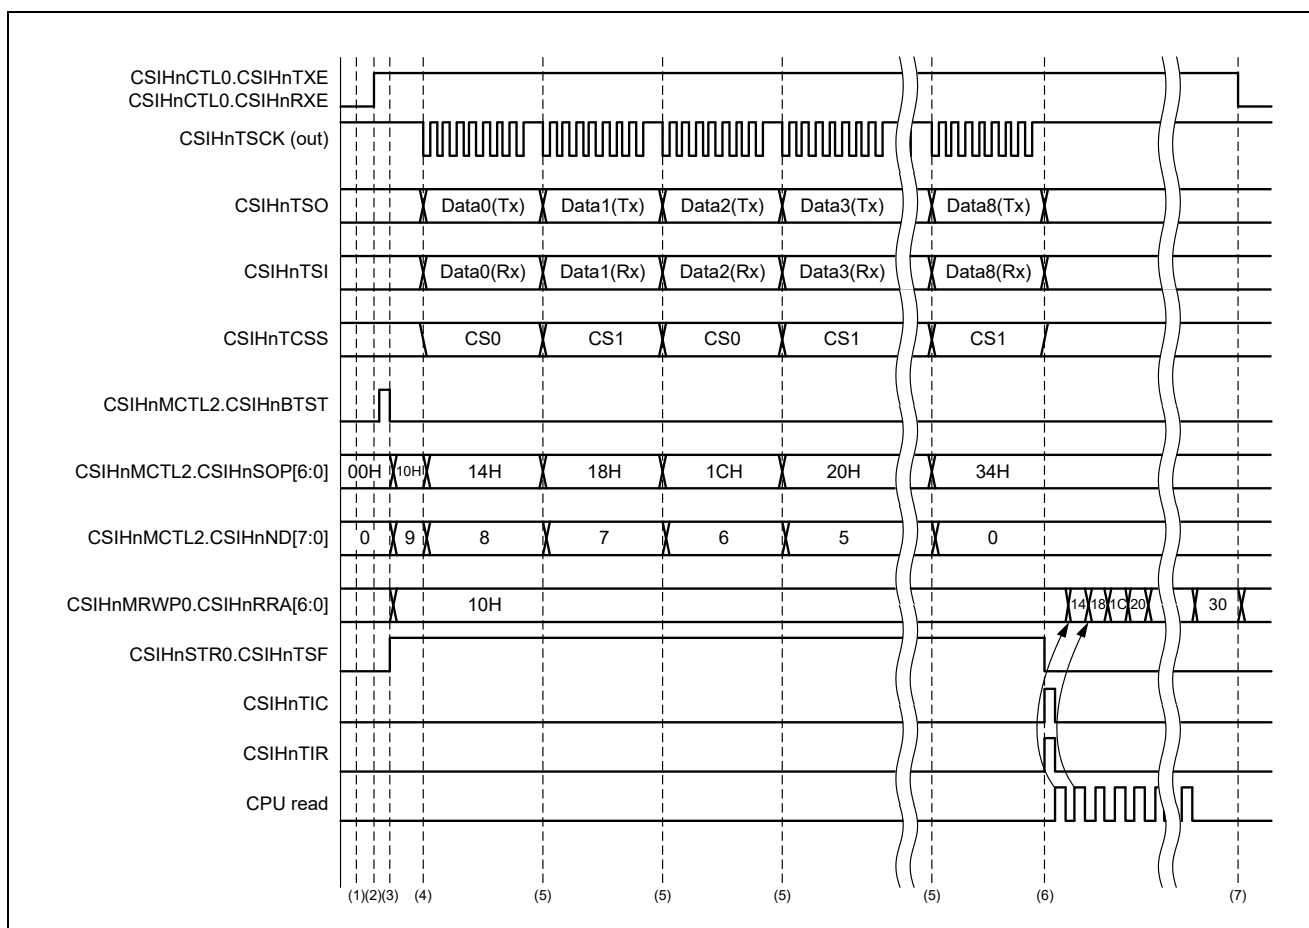 CSIHnCTL0.CSIHnTXE
CSIHnCTL0.CSIHnRXE
CSIHnTSCK (out)
CSIHnTSO Data0(Tx) Data1(Tx) Data2(Tx) Data3(Tx) Data8(Tx)
CSIHnTSI Data0(Rx) Data1(Rx) Data2(Rx) Data3(Rx) Data8(Rx)
CSIHnTCSS CS0 CS1 CS0 CS1 CS1
CSIHnMCTL2.CSIHnBTST
CSIHnMCTL2.CSIHnSOP[6:0] 00H 10H 14H 18H 1CH 20H 34H
CSIHnMCTL2.CSIHnND[7:0] 0 9 8 7 6 5 0
CSIHnMRWP0.CSIHnRRA[6:0] 10H 14 18 1C 20 30
CSIHnSTR0.CSIHnTSF
CSIHnTIC
CSIHnTIR
CPU read
(1) (2) (3) (4) (5) (5) (5) (5) (6) (7)